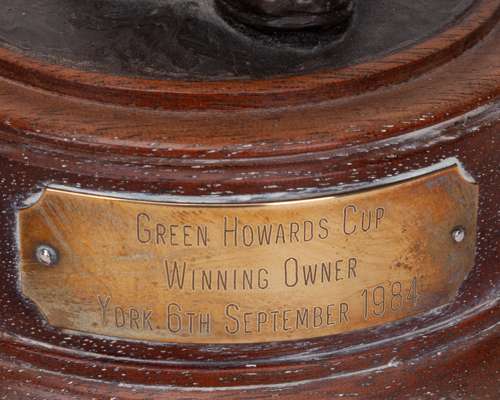 Green Howards Cup
Winning Owner
York 6th September 1984